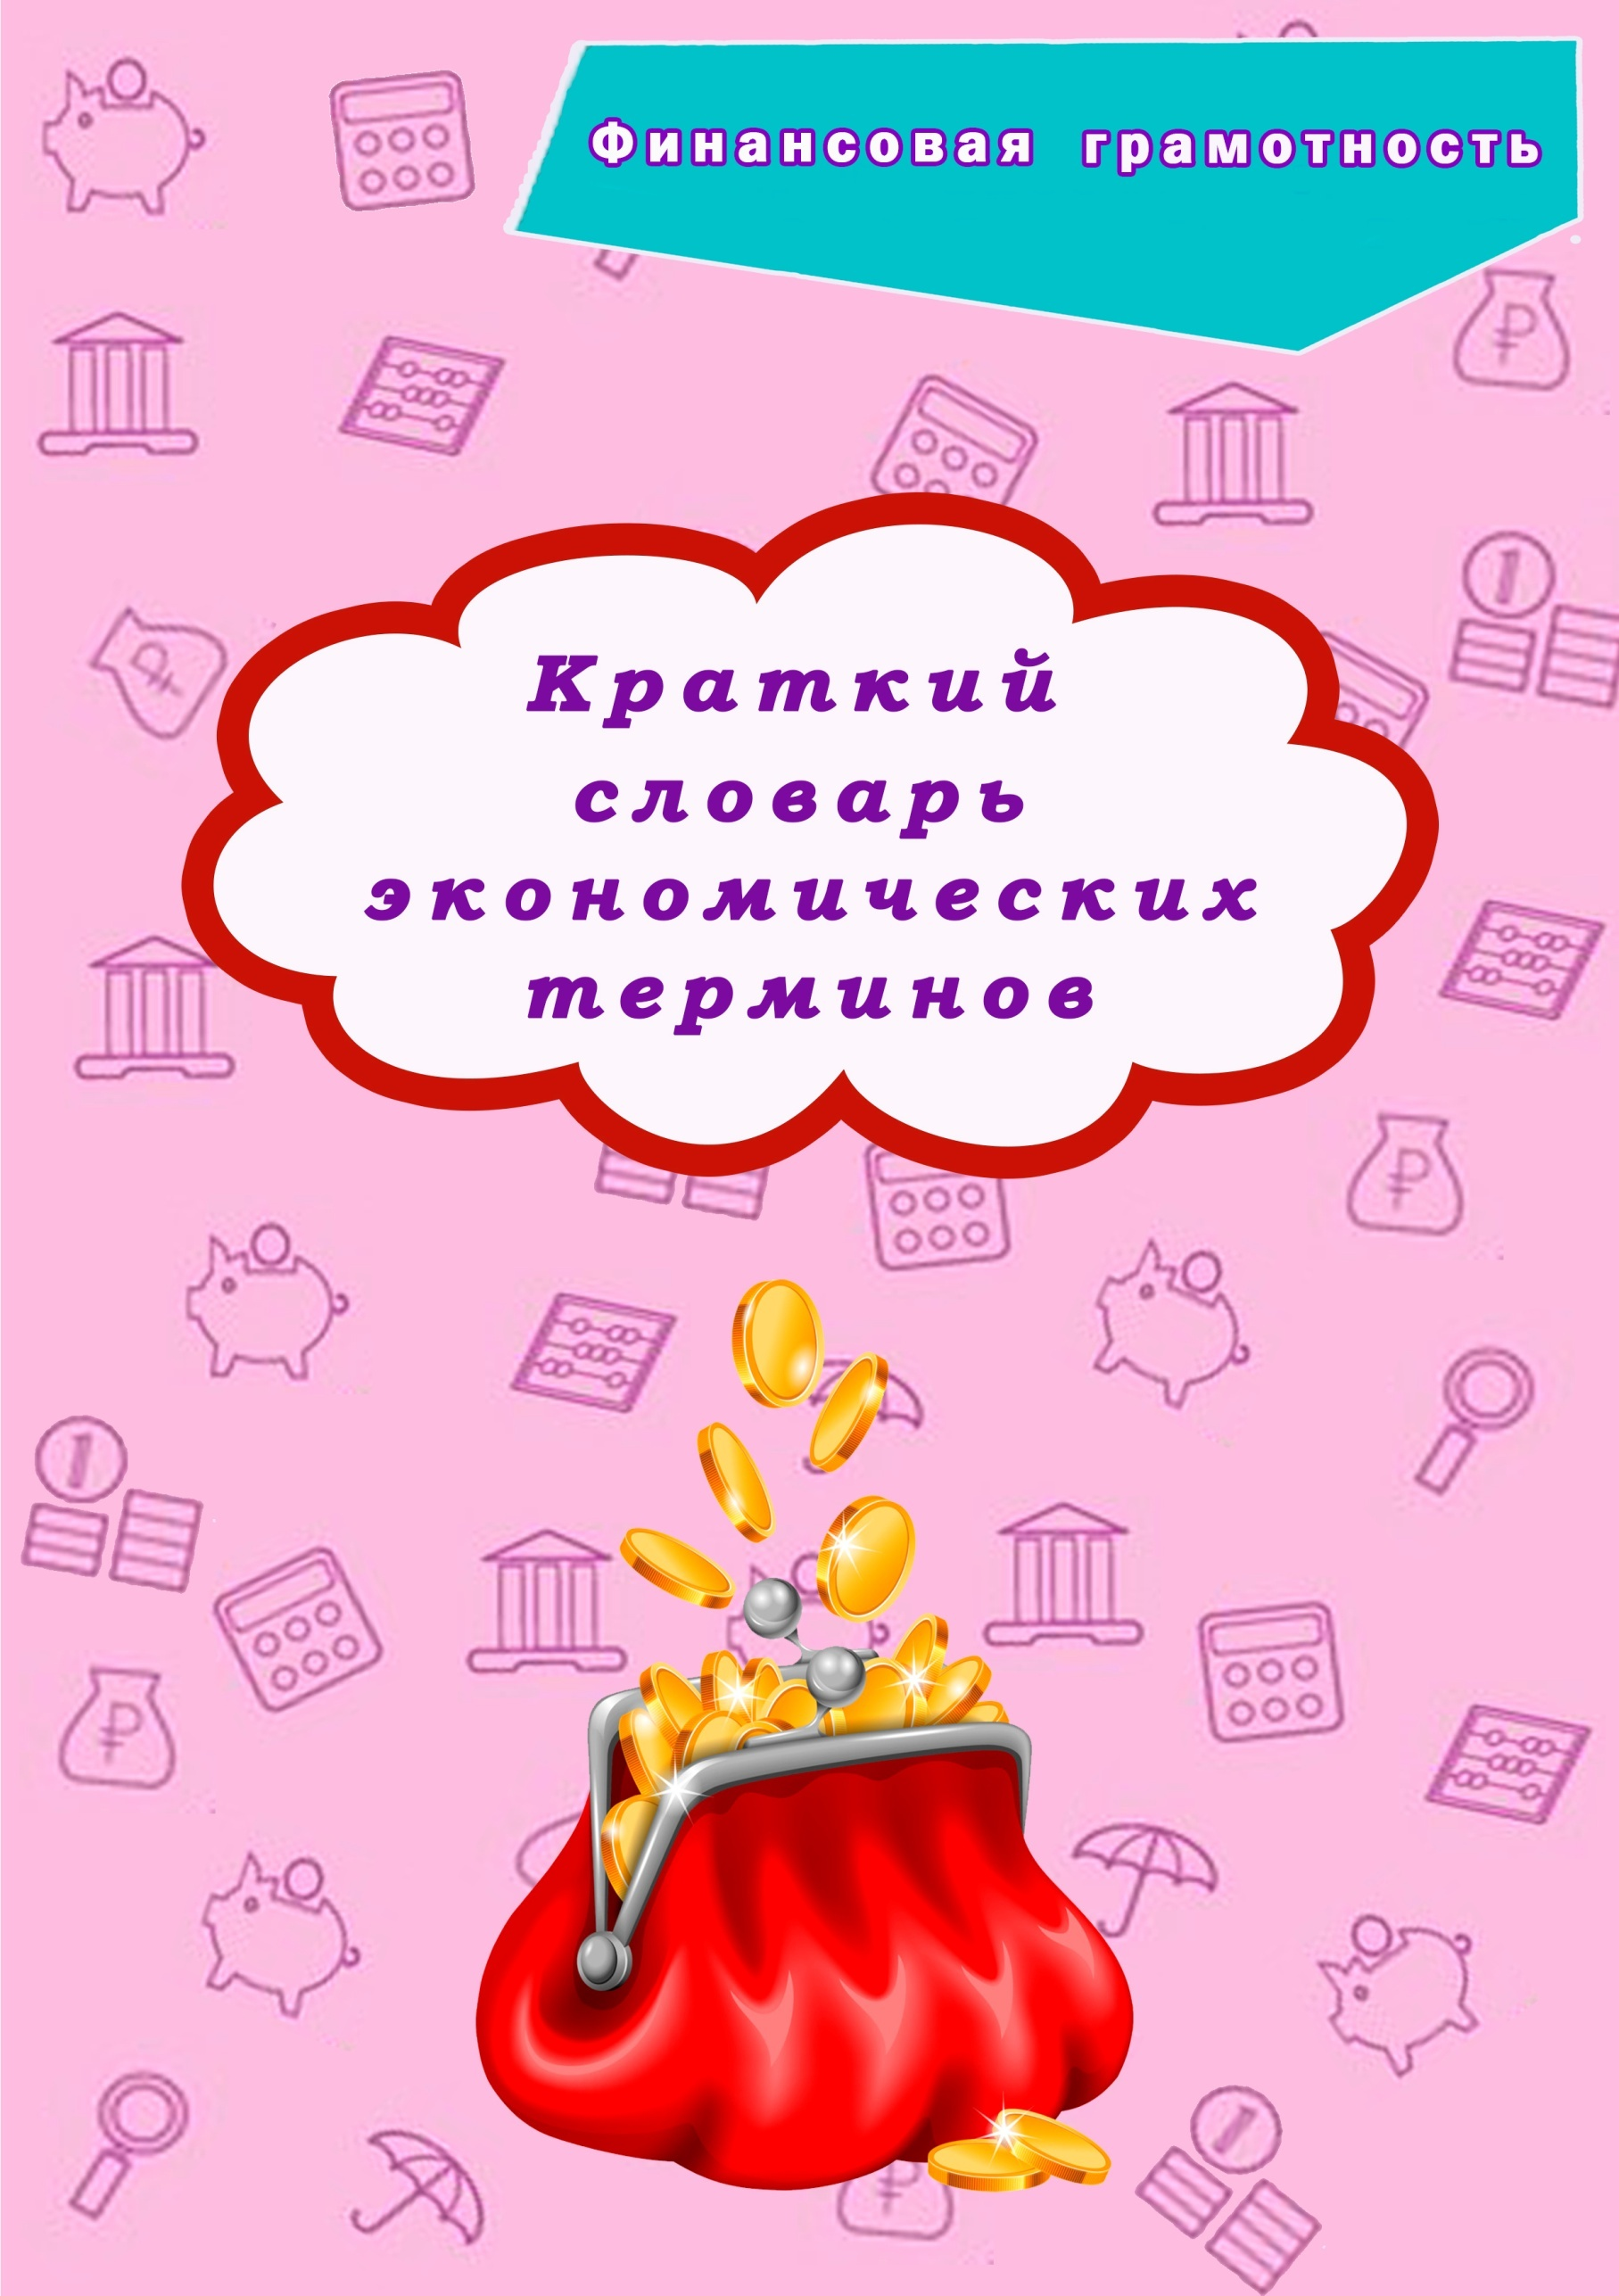 Финансовая грамотность
Краткий
словарь
экономических
терминов